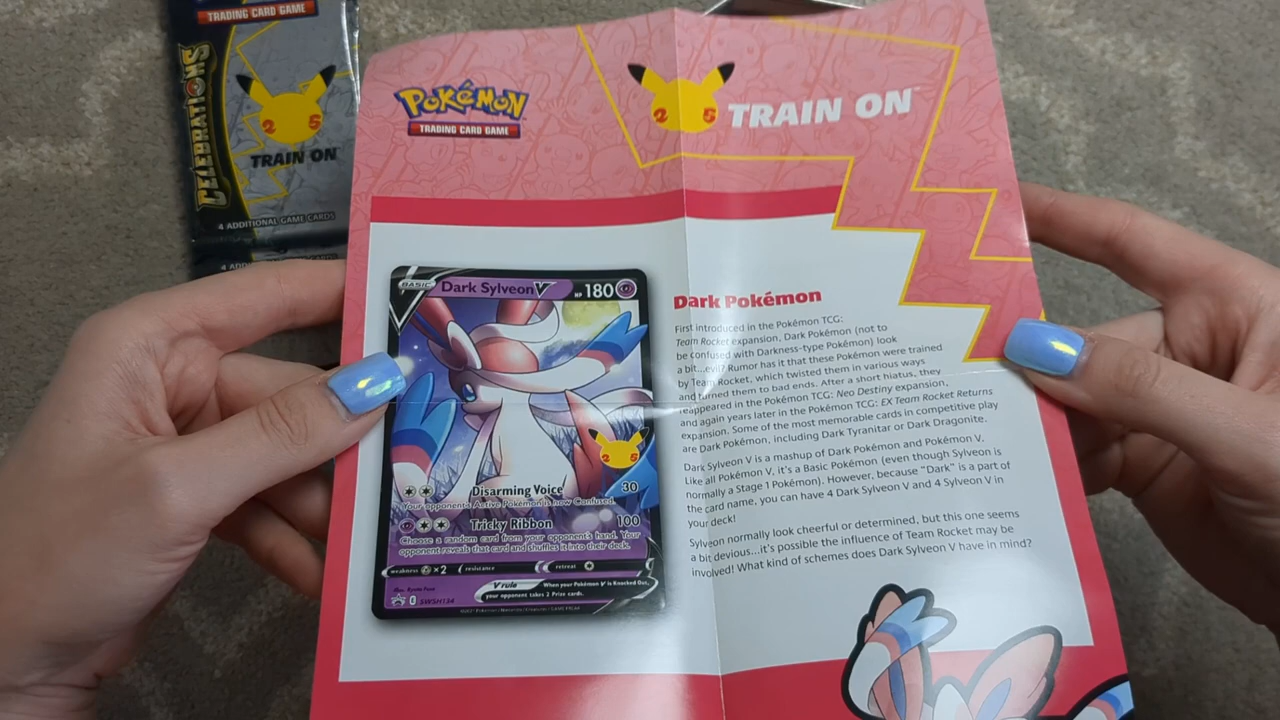 TRADING CARD GAME
CELEBRATIONS
25
TRAIN ON™
4 ADDITIONAL GAME CARDS
POKéMON
TRADING CARD GAME
25
TRAIN ON™
BASIC Dark Sylveon V HP 180
25
Disarming Voice 30
Your opponent's Active Pokémon is now Confused.
Tricky Ribbon 100
Choose a random card from your opponent's hand. Your
opponent reveals that card and shuffles it into their deck.
weakness ×2 resistance retreat
V rule When your Pokémon V is Knocked Out,
your opponent takes 2 Prize cards.
SWSH134
Dark Pokémon
First introduced in the Pokémon TCG:
Team Rocket expansion, Dark Pokémon (not to
be confused with Darkness-type Pokémon) look
a bit...evil? Rumor has it that these Pokémon were trained
by Team Rocket, which twisted them in various ways
and turned them to bad ends. After a short hiatus, they
reappeared in the Pokémon TCG: Neo Destiny expansion,
and again years later in the Pokémon TCG: EX Team Rocket Returns
expansion. Some of the most memorable cards in competitive play
are Dark Pokémon, including Dark Tyranitar or Dark Dragonite.
Dark Sylveon V is a mashup of Dark Pokémon and Pokémon V.
Like all Pokémon V, it's a Basic Pokémon (even though Sylveon is
normally a Stage 1 Pokémon). However, because "Dark" is a part of
the card name, you can have 4 Dark Sylveon V and 4 Sylveon V in
your deck!
Sylveon normally look cheerful or determined, but this one seems
a bit devious...it's possible the influence of Team Rocket may be
involved! What kind of schemes does Dark Sylveon V have in mind?